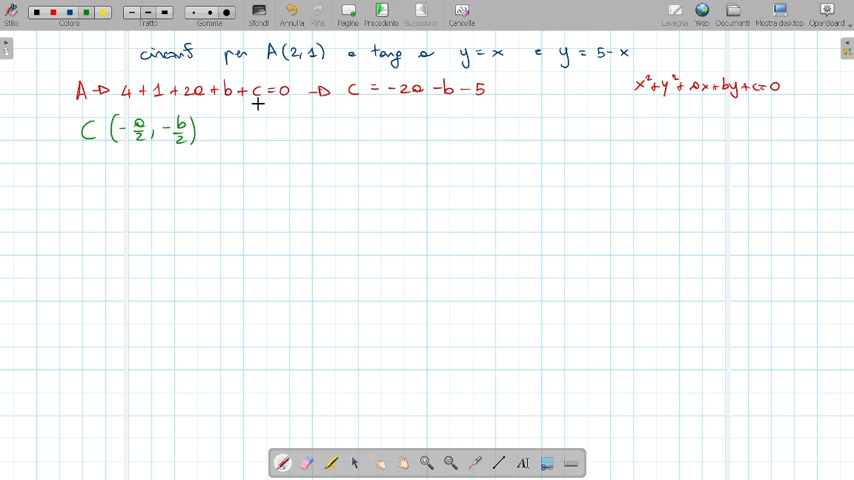 Stilo Colore Tratto Gomma Sfondi Annulla Rifai Pagine Precedente Successivo Cancella Lavagna Web Documenti Mostra desktop OpenBoard
circonf per A(2,1) e tang a y = x e y = 5-x
A → 4 + 1 + 2a + b + c = 0 → c = -2a - b - 5 x² + y² + ax + by + c = 0
C (-a/2, -b/2)